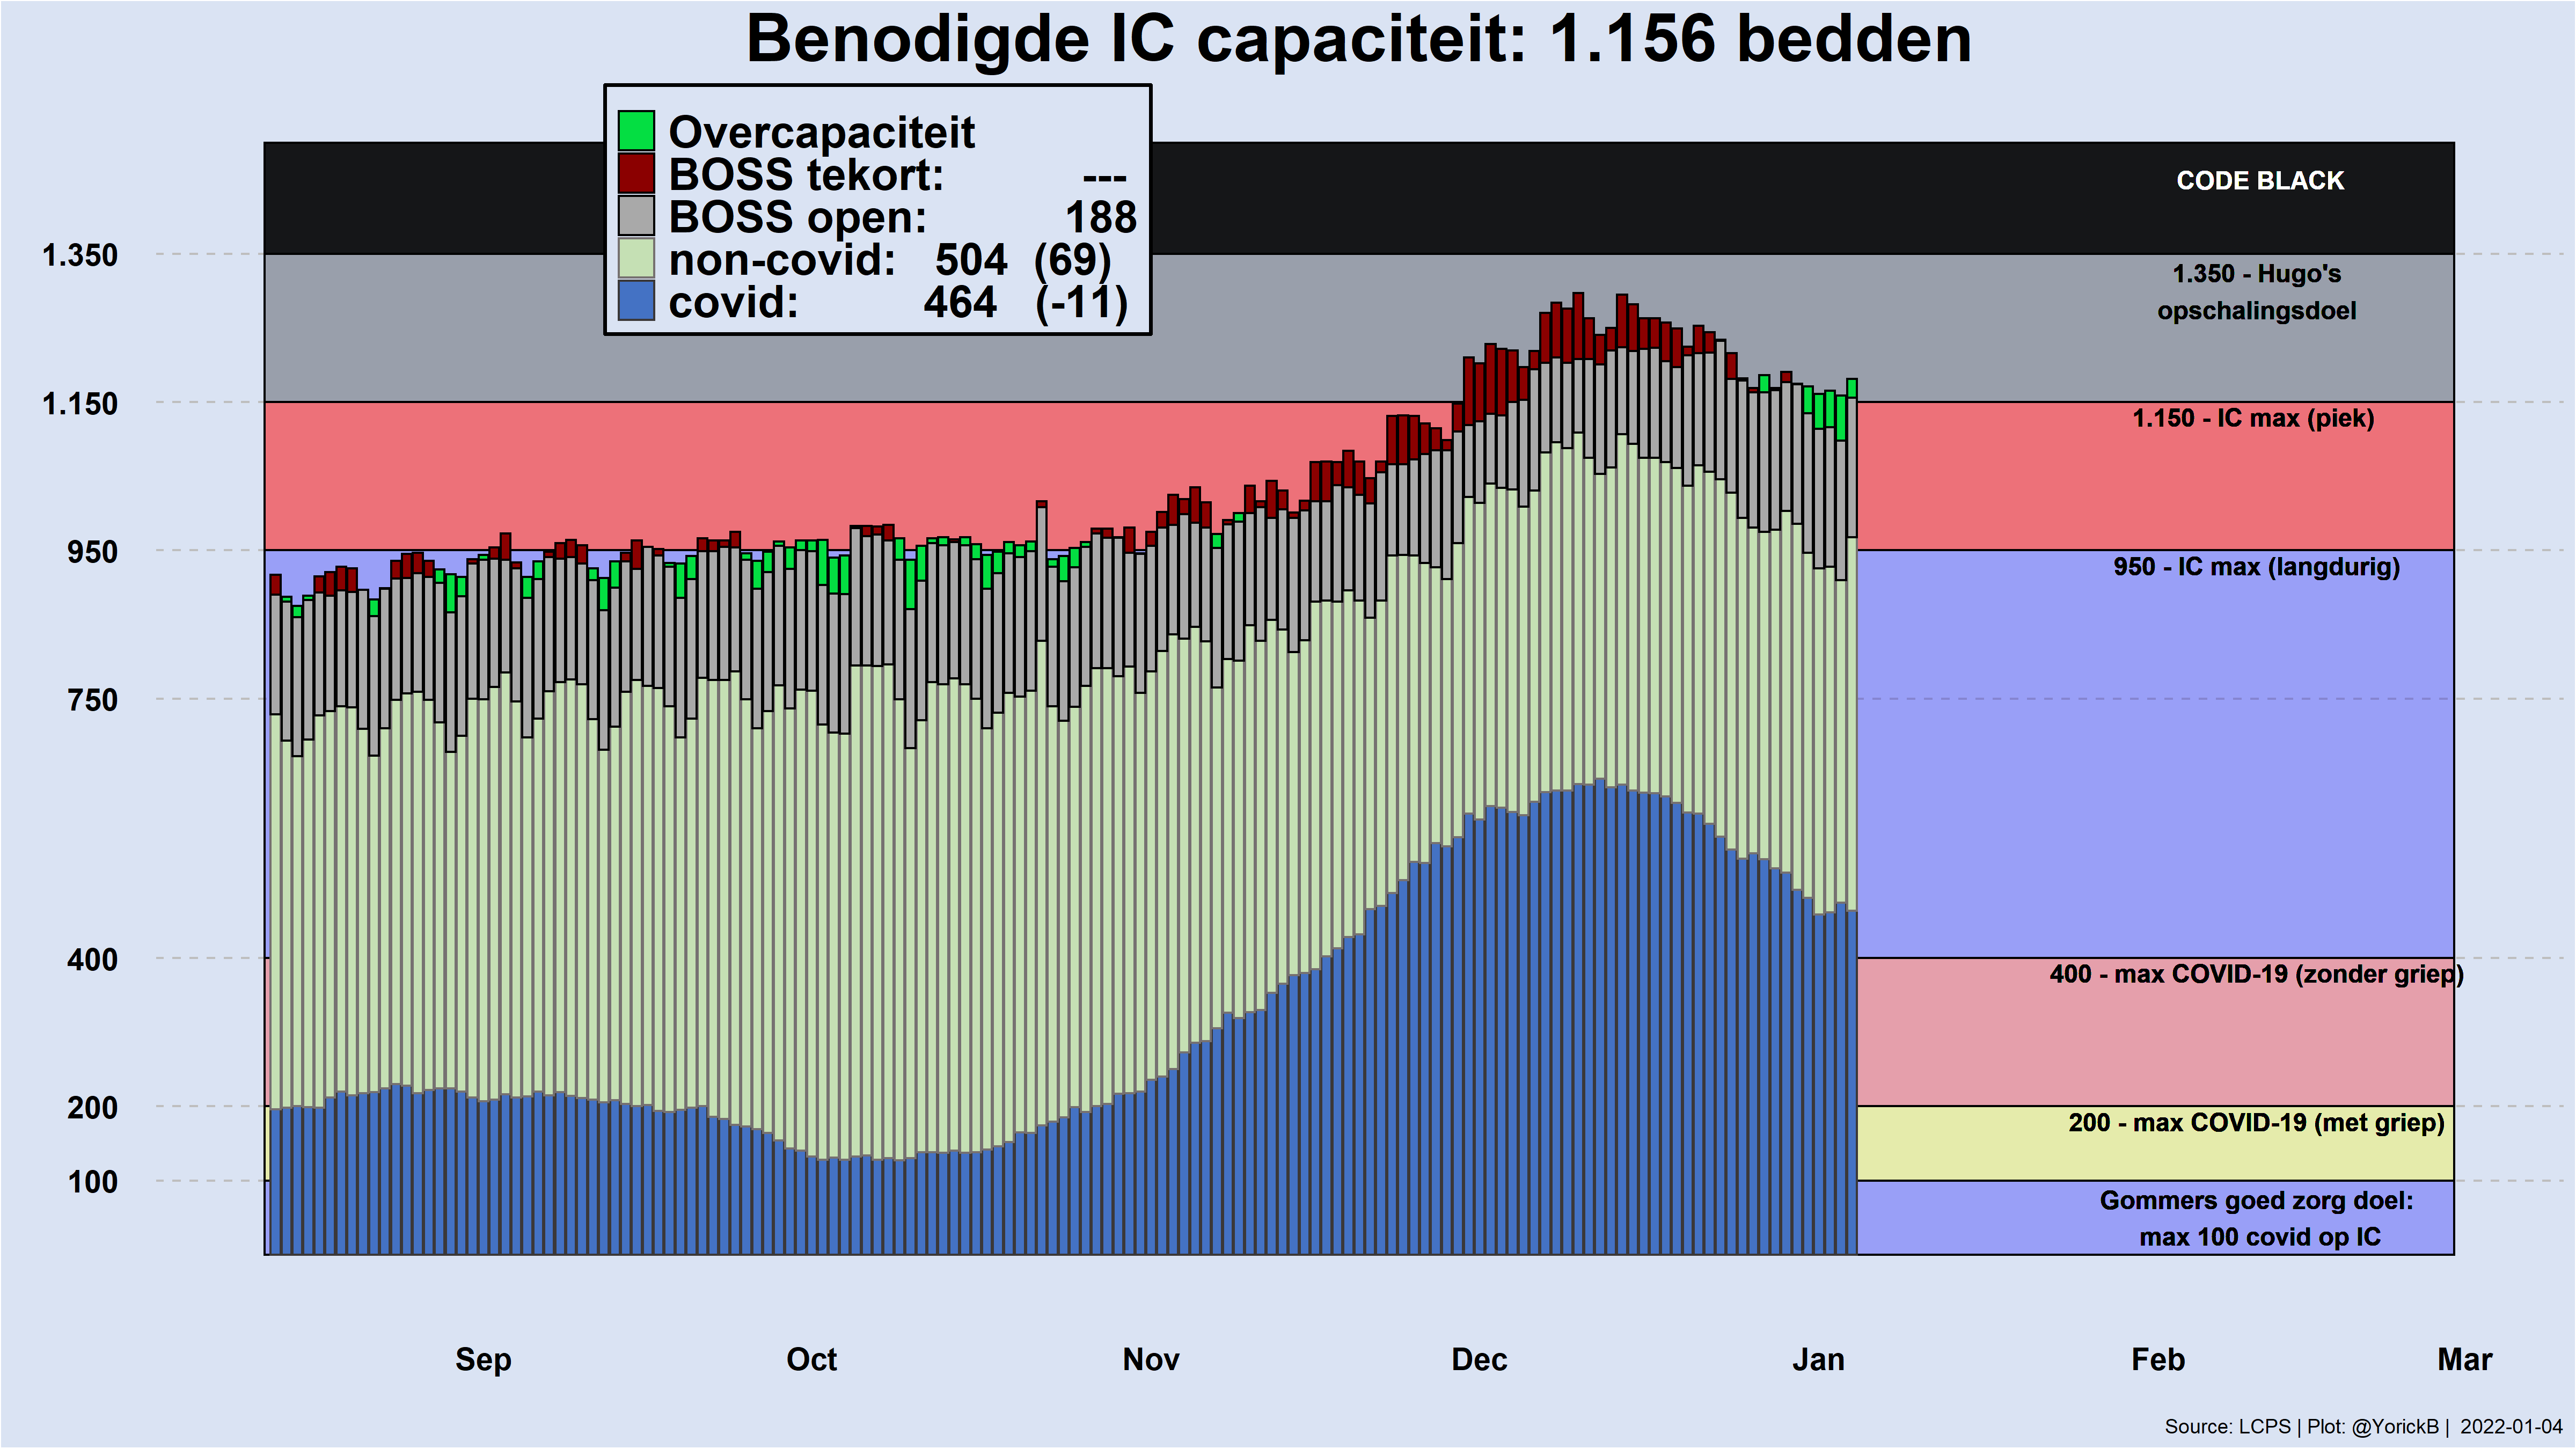 Benodigde IC capaciteit: 1.156 bedden
Overcapaciteit
BOSS tekort: ---
BOSS open: 188
non-covid: 504 (69)
covid: 464 (-11)
CODE BLACK
1.350
1.350 - Hugo's
opschalingsdoel
1.150
1.150 - IC max (piek)
950
950 - IC max (langdurig)
750
400
400 - max COVID-19 (zonder griep)
200
200 - max COVID-19 (met griep)
100
Gommers goed zorg doel:
max 100 covid op IC
Sep Oct Nov Dec Jan Feb Mar
Source: LCPS | Plot: @YorickB | 2022-01-04